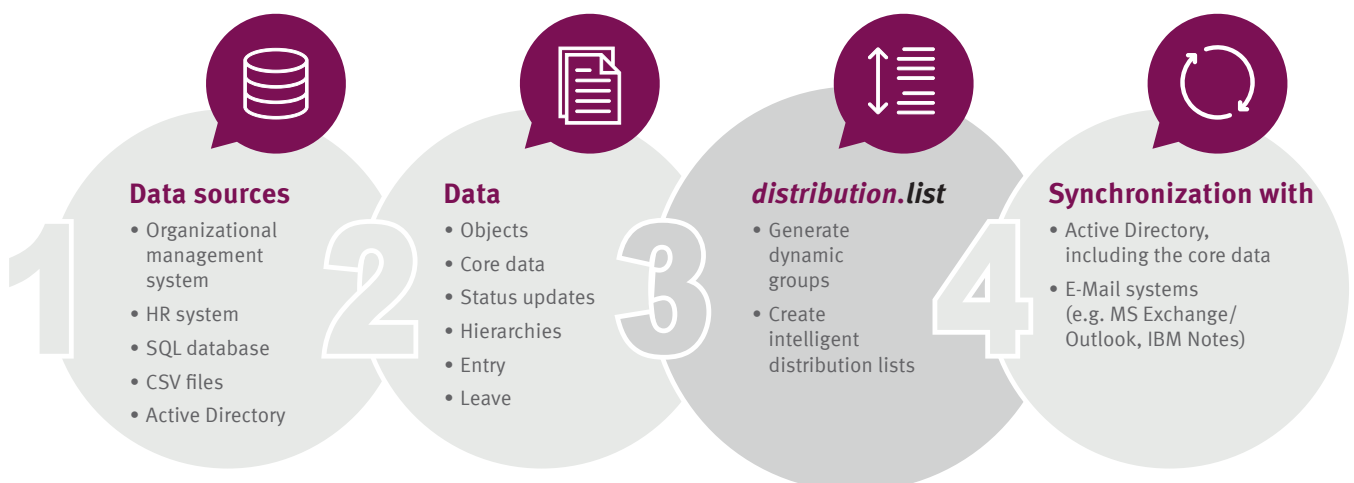 1
Data sources
• Organizational
management
system
• HR system
• SQL database
• CSV files
• Active Directory
2
Data
• Objects
• Core data
• Status updates
• Hierarchies
• Entry
• Leave
3
distribution.list
• Generate
dynamic
groups
• Create
intelligent
distribution lists
4
Synchronization with
• Active Directory,
including the core data
• E-Mail systems
(e.g. MS Exchange/
Outlook, IBM Notes)